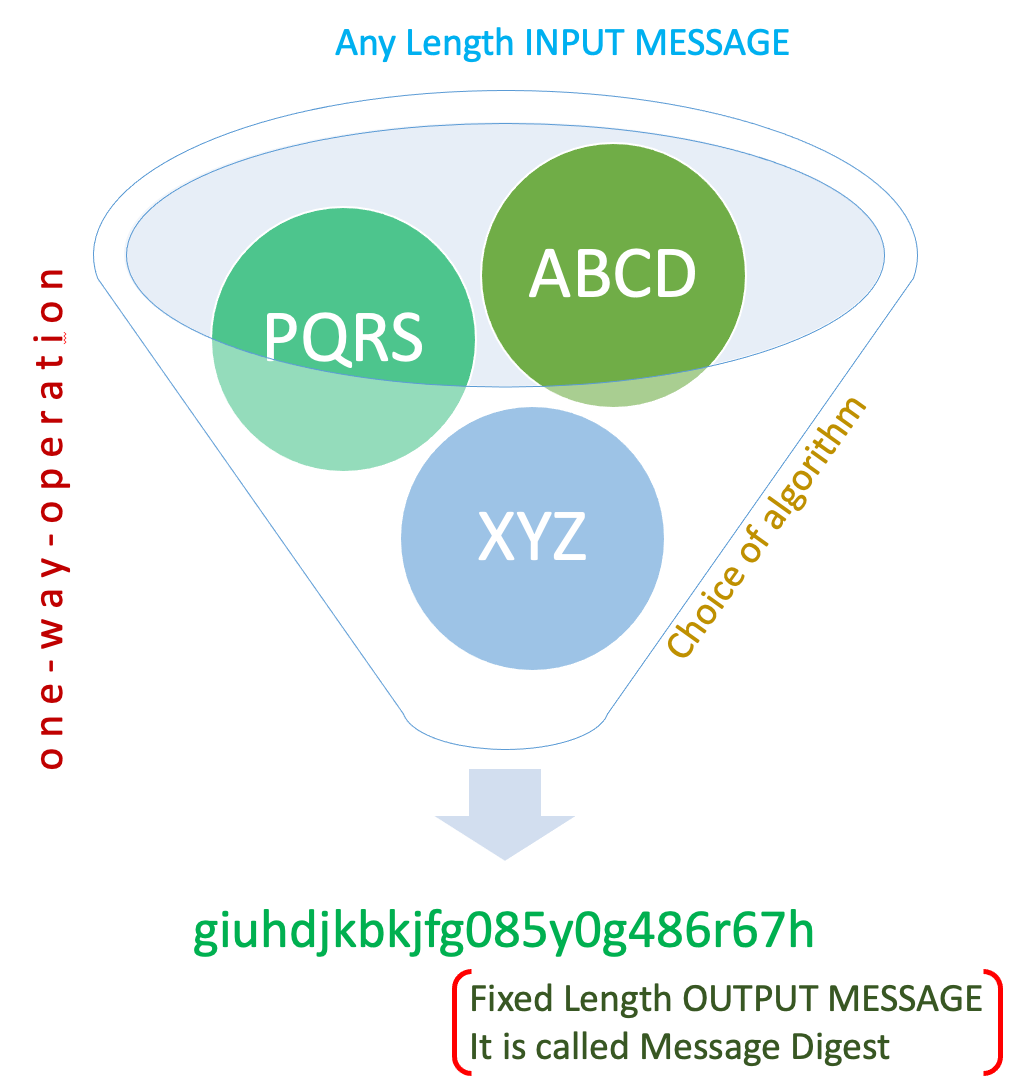 Any Length INPUT MESSAGE
ABCD
PQRS
XYZ
one-way-operation
Choice of algorithm
giuhdjkbkjfg085y0g486r67h
Fixed Length OUTPUT MESSAGE
It is called Message Digest